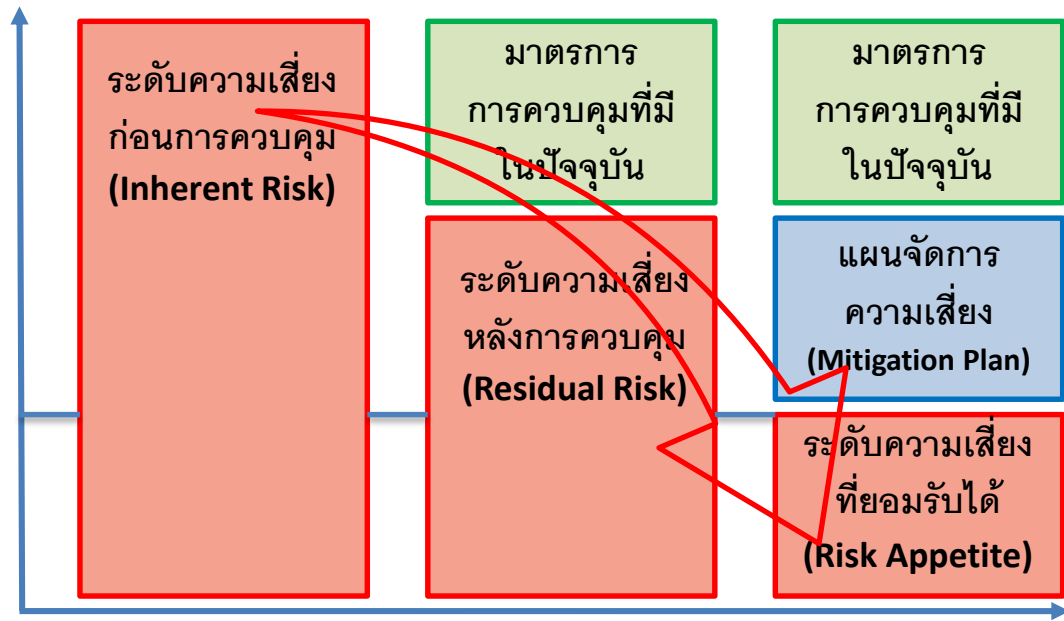 ระดับความเสี่ยง
ก่อนการควบคุม
(Inherent Risk)
มาตรการ
การควบคุมที่มี
ในปัจจุบัน
ระดับความเสี่ยง
หลังการควบคุม
(Residual Risk)
มาตรการ
การควบคุมที่มี
ในปัจจุบัน
แผนจัดการ
ความเสี่ยง
(Mitigation Plan)
ระดับความเสี่ยง
ที่ยอมรับได้
(Risk Appetite)